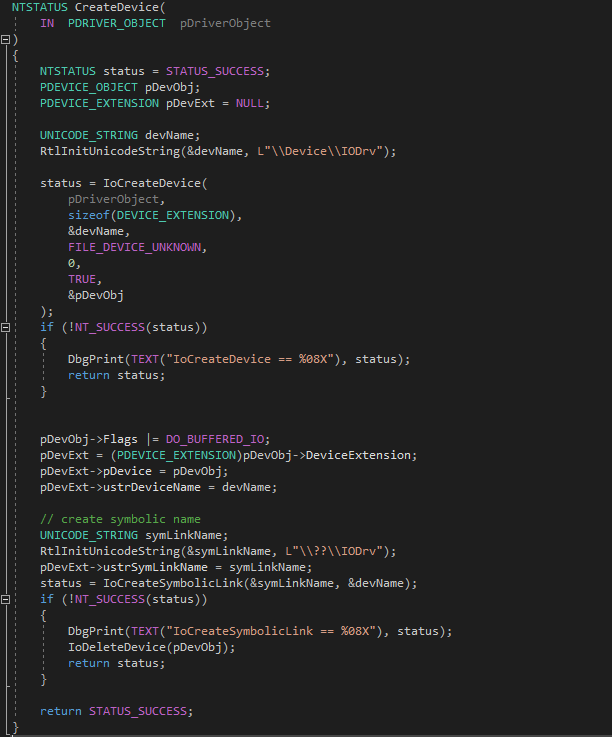 NTSTATUS CreateDevice(
    IN  PDRIVER_OBJECT  pDriverObject
)
{
    NTSTATUS status = STATUS_SUCCESS;
    PDEVICE_OBJECT pDevObj;
    PDEVICE_EXTENSION pDevExt = NULL;

    UNICODE_STRING devName;
    RtlInitUnicodeString(&devName, L"\\Device\\IODrv");

    status = IoCreateDevice(
        pDriverObject,
        sizeof(DEVICE_EXTENSION),
        &devName,
        FILE_DEVICE_UNKNOWN,
        0,
        TRUE,
        &pDevObj
    );
    if (!NT_SUCCESS(status))
    {
        DbgPrint(TEXT("IoCreateDevice == %08X"), status);
        return status;
    }


    pDevObj->Flags |= DO_BUFFERED_IO;
    pDevExt = (PDEVICE_EXTENSION)pDevObj->DeviceExtension;
    pDevExt->pDevice = pDevObj;
    pDevExt->ustrDeviceName = devName;

    // create symbolic name
    UNICODE_STRING symLinkName;
    RtlInitUnicodeString(&symLinkName, L"\\??\\IODrv");
    pDevExt->ustrSymLinkName = symLinkName;
    status = IoCreateSymbolicLink(&symLinkName, &devName);
    if (!NT_SUCCESS(status))
    {
        DbgPrint(TEXT("IoCreateSymbolicLink == %08X"), status);
        IoDeleteDevice(pDevObj);
        return status;
    }

    return STATUS_SUCCESS;
}